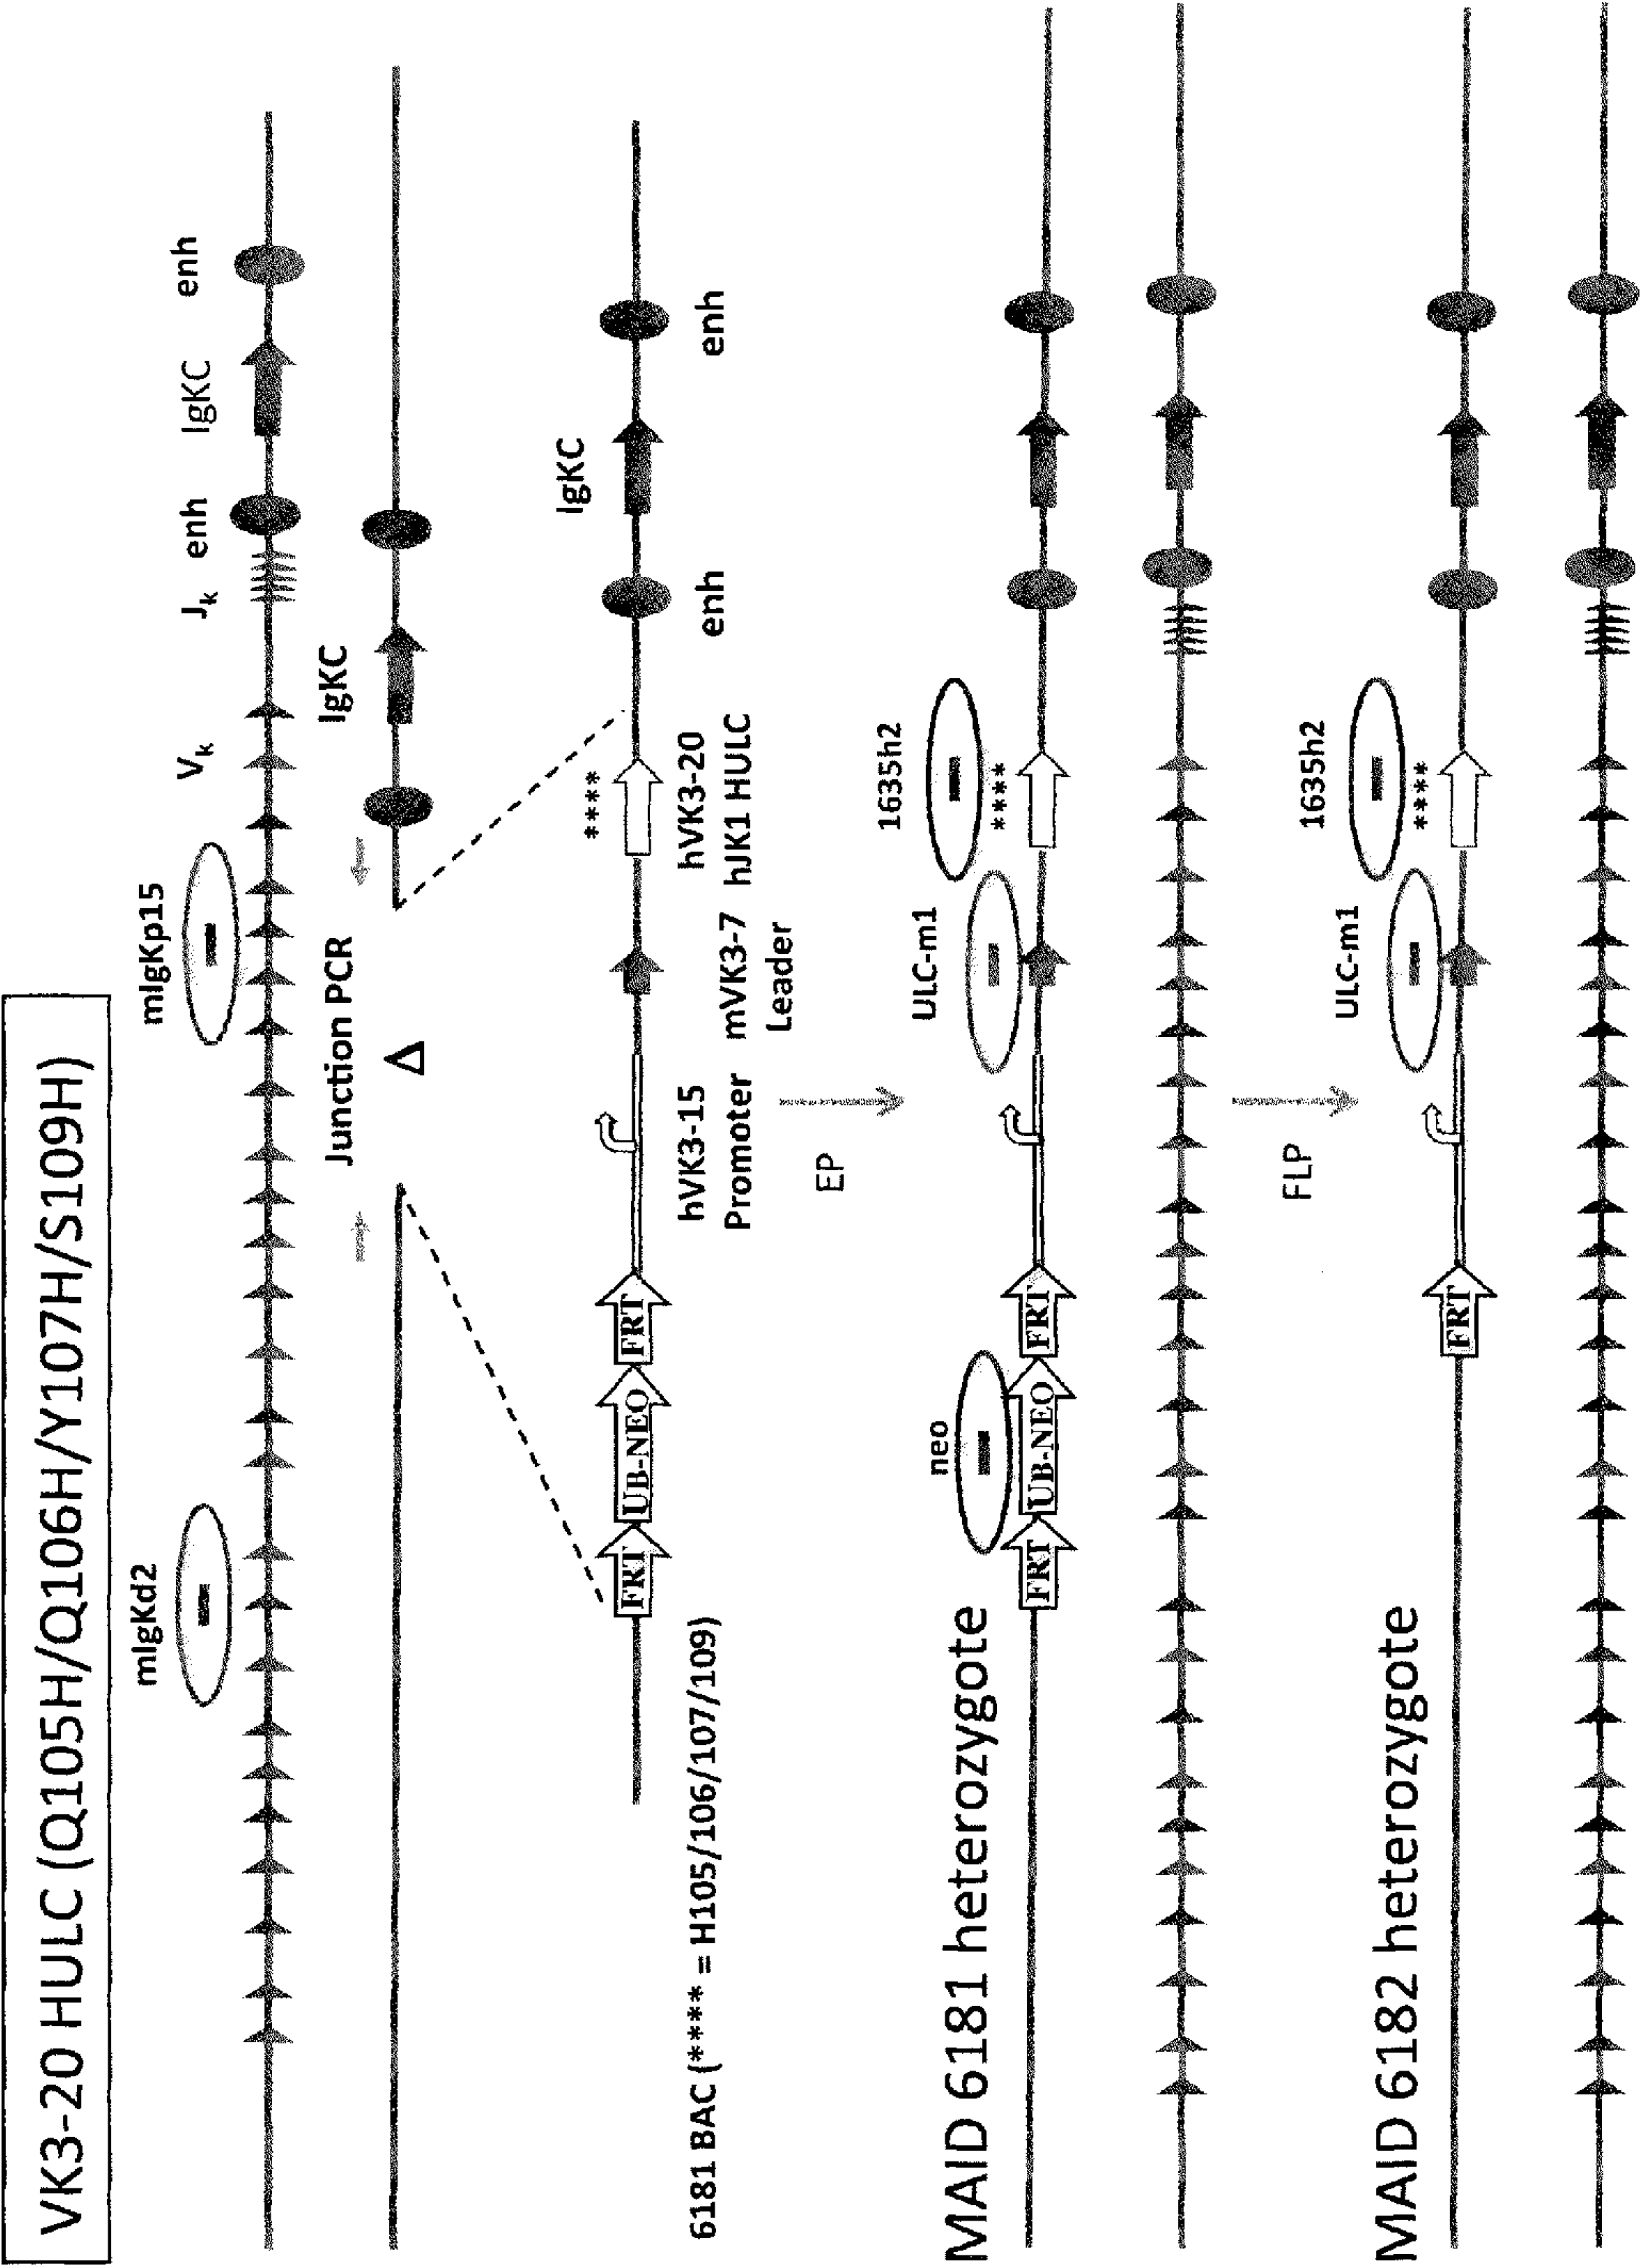 VK3-20 HULC (Q105H/Q106H/Y107H/S109H)
mIgKd2
mIgKp15
Vk
Jk
enh
IgKC
enh
Junction PCR
IgKC
Δ
****
IgKC
FRT
UB-NEO
FRT
6181 BAC (**** = H105/106/107/109)
hVK3-15
Promoter
mVK3-7
Leader
hVK3-20
hJK1 HULC
enh
enh
EP
MAID 6181 heterozygote
neo
ULC-m1
1635h2
****
FRT
UB-NEO
FRT
FLP
MAID 6182 heterozygote
ULC-m1
1635h2
****
FRT